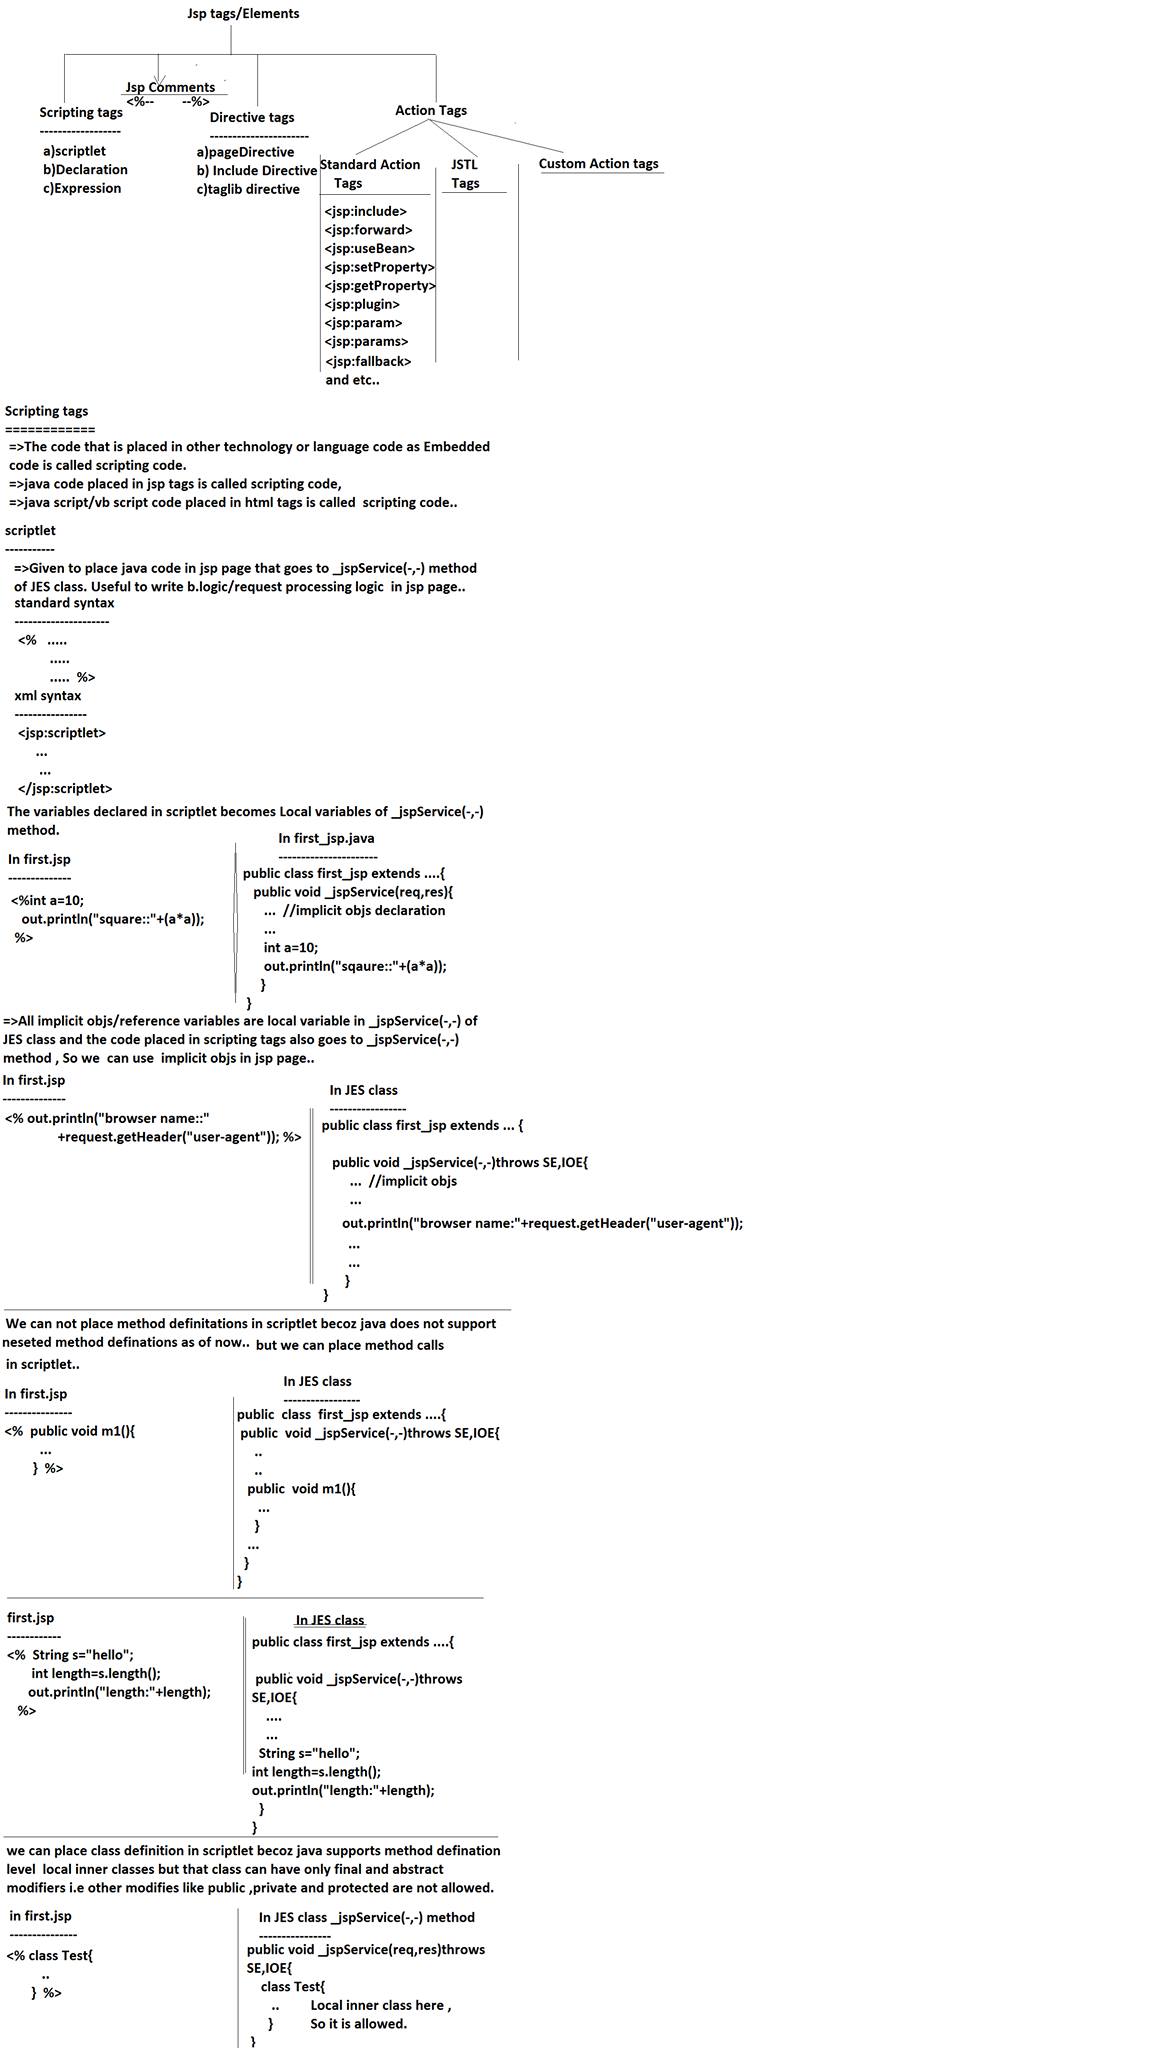 Jsp tags/Elements
Jsp Comments
<%--        --%>
Scripting tags
------------------
a)scriptlet
b)Declaration
c)Expression
Directive tags
----------------------
a)pageDirective
b) Include Directive
c)taglib directive
Action Tags
Standard Action
Tags
<jsp:include>
<jsp:forward>
<jsp:useBean>
<jsp:setProperty>
<jsp:getProperty>
<jsp:plugin>
<jsp:param>
<jsp:params>
<jsp:fallback>
and etc..
JSTL
Tags
Custom Action tags
Scripting tags
============
=>The code that is placed in other technology or language code as Embedded
code is called scripting code.
=>java code placed in jsp tags is called scripting code,
=>java script/vb script code placed in html tags is called  scripting code..
scriptlet
-----------
=>Given to place java code in jsp page that goes to _jspService(-,-) method
of JES class. Useful to write b.logic/request processing logic  in jsp page..
standard syntax
---------------------
<%   .....
.....
.....  %>
xml syntax
----------------
<jsp:scriptlet>
...
...
</jsp:scriptlet>
The variables declared in scriptlet becomes Local variables of _jspService(-,-)
method.
In first.jsp
--------------
<%int a=10;
out.println("square::"+(a*a));
%>
In first_jsp.java
----------------------
public class first_jsp extends ....{
public void _jspService(req,res){
...  //implicit objs declaration
...
int a=10;
out.println("sqaure::"+(a*a));
}
}
=>All implicit objs/reference variables are local variable in _jspService(-,-) of
JES class and the code placed in scripting tags also goes to _jspService(-,-)
method , So we  can use  implicit objs in jsp page..
In first.jsp
--------------
<% out.println("browser name::"
+request.getHeader("user-agent")); %>
In JES class
-----------------
public class first_jsp extends ... {
public void _jspService(-,-)throws SE,IOE{
...  //implicit objs
...
out.println("browser name:"+request.getHeader("user-agent"));
...
...
}
}
We can not place method definitations in scriptlet becoz java does not support
neseted method definations as of now..  but we can place method calls
in scriptlet..
In first.jsp
---------------
<%  public void m1(){
...
}  %>
In JES class
-----------------
public  class  first_jsp extends ....{
public  void _jspService(-,-)throws SE,IOE{
..
..
public  void m1(){
...
}
...
}
}
first.jsp
------------
<%  String s="hello";
int length=s.length();
out.println("length:"+length);
%>
In JES class
public class first_jsp extends ....{
public void _jspService(-,-)throws
SE,IOE{
....
...
String s="hello";
int length=s.length();
out.println("length:"+length);
}
}
we can place class definition in scriptlet becoz java supports method defination
level  local inner classes but that class can have only final and abstract
modifiers i.e other modifies like public ,private and protected are not allowed.
in first.jsp
---------------
<% class Test{
..
}  %>
In JES class _jspService(-,-) method
----------------
public void _jspService(req,res)throws
SE,IOE{
class Test{
..        Local inner class here ,
}         So it is allowed.
}